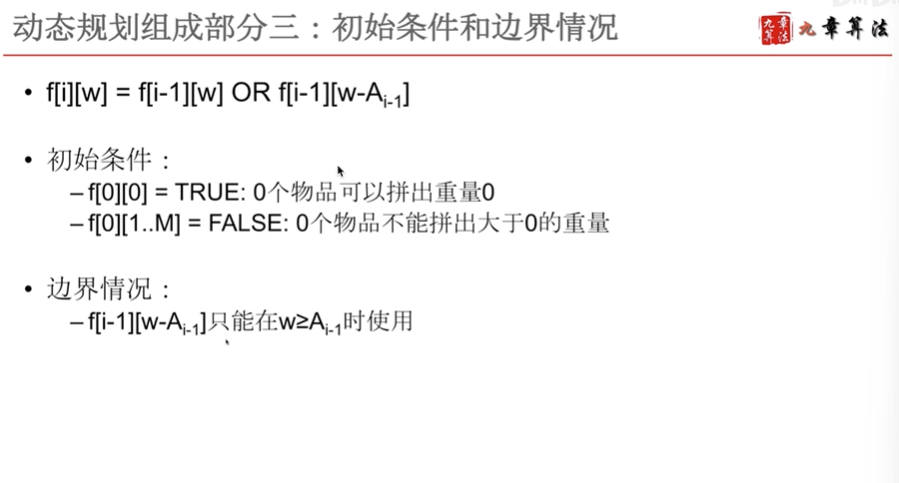 动态规划组成部分三：初始条件和边界情况
九章算法 九章算法
• f[i][w] = f[i-1][w] OR f[i-1][w-Ai-1]
• 初始条件：
– f[0][0] = TRUE: 0个物品可以拼出重量0
– f[0][1..M] = FALSE: 0个物品不能拼出大于0的重量
• 边界情况：
– f[i-1][w-Ai-1]只能在w≥Ai-1时使用